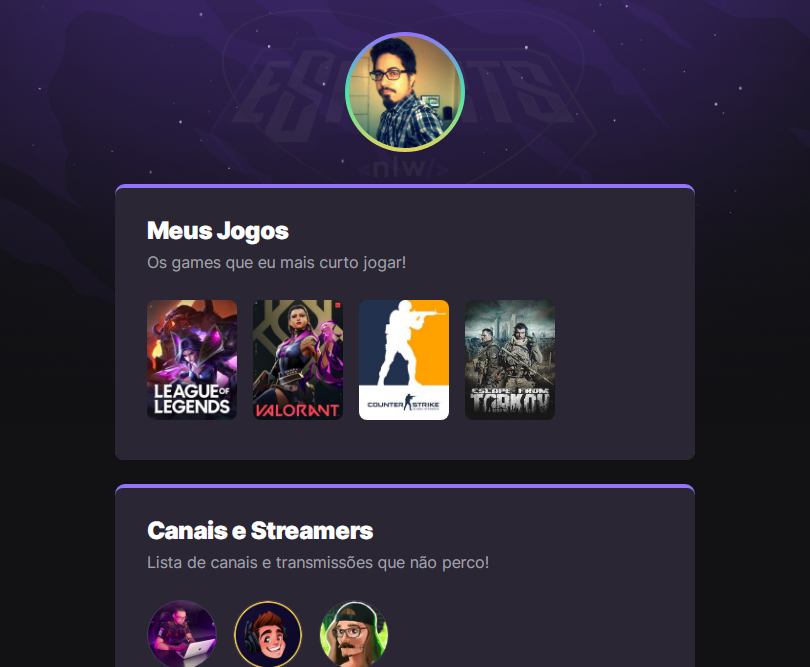 <nlw/>
Meus Jogos
Os games que eu mais curto jogar!
LEAGUE OF
LEGENDS
VALORANT
COUNTER STRIKE
ESCAPE FROM
TARKOV
Canais e Streamers
Lista de canais e transmissões que não perco!